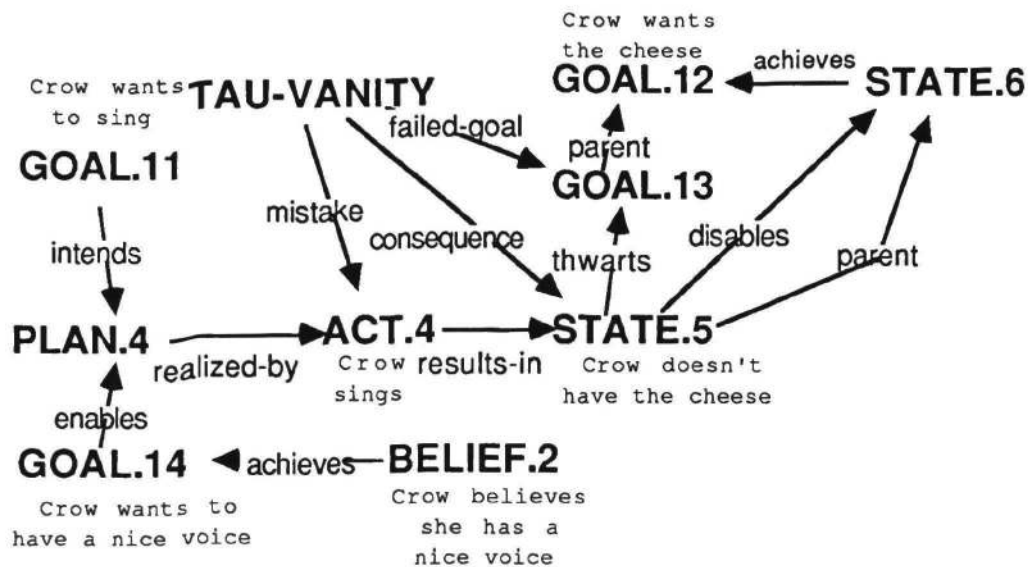 Crow wants
the cheese
Crow wants
to sing
TAU-VANITY
GOAL.12
achieves
STATE.6
failed-goal
parent
GOAL.11
GOAL.13
mistake
consequence
disables
intends
thwarts
parent
PLAN.4
ACT.4
STATE.5
realized-by
Crow
sings
results-in
Crow doesn't
have the cheese
enables
GOAL.14
achieves
BELIEF.2
Crow wants to
have a nice voice
Crow believes
she has a
nice voice